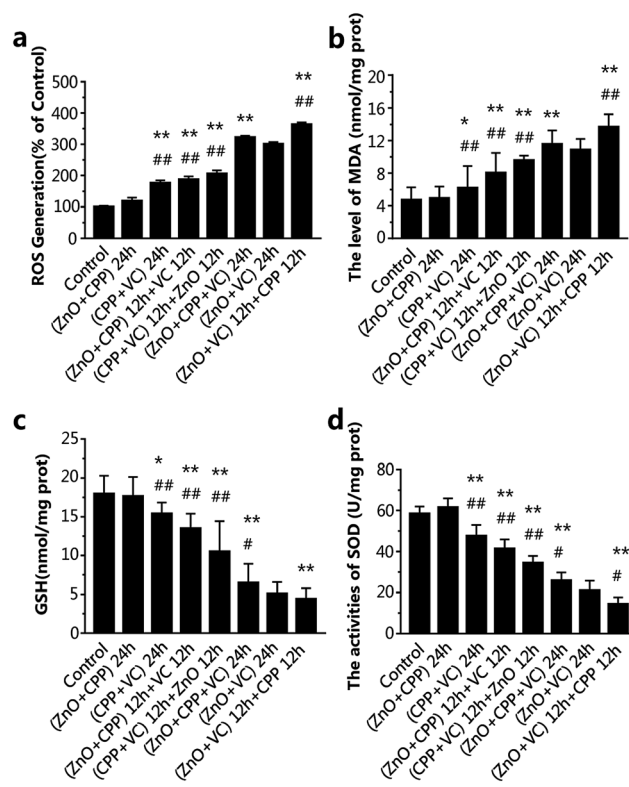 a
ROS Generation(% of Control)
500
400
300
200
100
0
**
##
**
##
**
##
**
**
##
Control
(ZnO+CPP) 24h
(CPP+VC) 24h
(ZnO+CPP) 12h+VC 12h
(CPP+VC) 12h+ZnO 12h
(ZnO+CPP+VC) 24h
(ZnO+VC) 24h
(ZnO+VC) 12h+CPP 12h
b
The level of MDA (nmol/mg prot)
20
16
12
8
4
0
*
##
**
##
**
##
**
**
##
Control
(ZnO+CPP) 24h
(CPP+VC) 24h
(ZnO+CPP) 12h+VC 12h
(CPP+VC) 12h+ZnO 12h
(ZnO+CPP+VC) 24h
(ZnO+VC) 24h
(ZnO+VC) 12h+CPP 12h
c
GSH(nmol/mg prot)
25
20
15
10
5
0
*
##
**
##
**
##
**
#
**
Control
(ZnO+CPP) 24h
(CPP+VC) 24h
(ZnO+CPP) 12h+VC 12h
(CPP+VC) 12h+ZnO 12h
(ZnO+CPP+VC) 24h
(ZnO+VC) 24h
(ZnO+VC) 12h+CPP 12h
d
The activities of SOD (U/mg prot)
80
60
40
20
0
**
##
**
##
**
##
**
#
**
#
Control
(ZnO+CPP) 24h
(CPP+VC) 24h
(ZnO+CPP) 12h+VC 12h
(CPP+VC) 12h+ZnO 12h
(ZnO+CPP+VC) 24h
(ZnO+VC) 24h
(ZnO+VC) 12h+CPP 12h